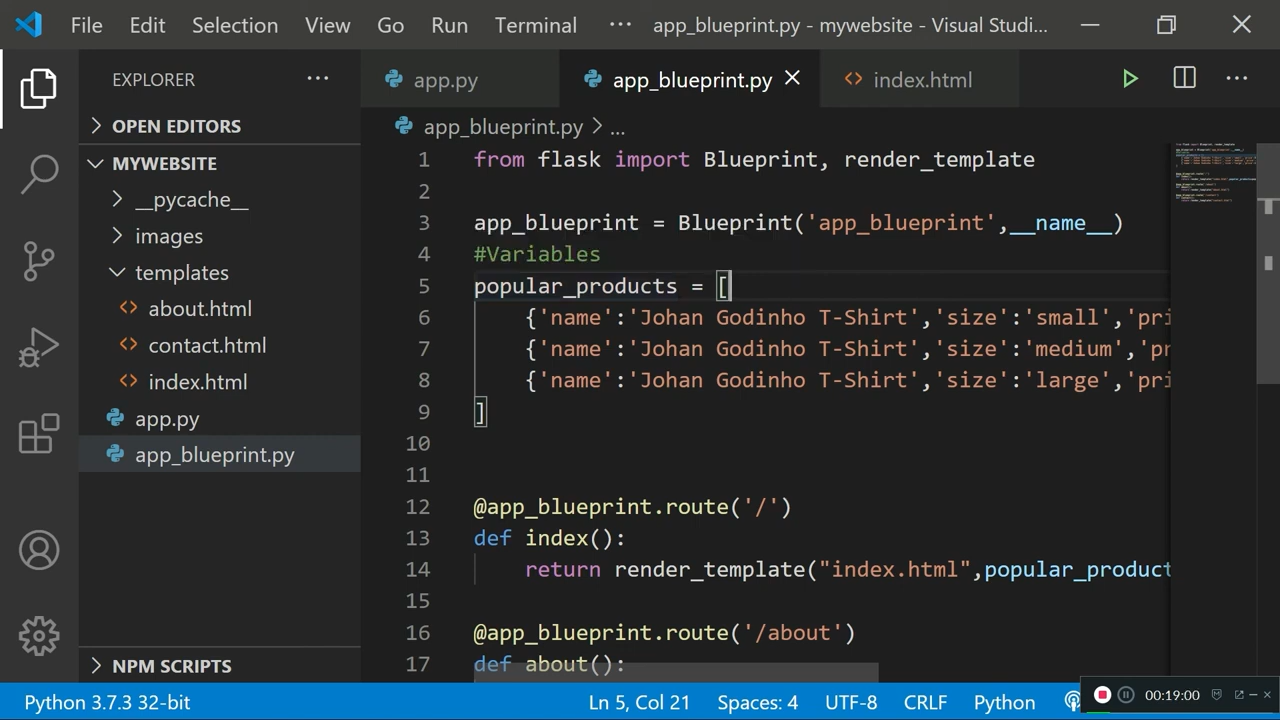 File Edit Selection View Go Run Terminal ··· app_blueprint.py - mywebsite - Visual Studi...
EXPLORER ···
app.py app_blueprint.py index.html ···
OPEN EDITORS
MYWEBSITE
__pycache__
images
templates
about.html
contact.html
index.html
app.py
app_blueprint.py
NPM SCRIPTS
app_blueprint.py > ...
1 from flask import Blueprint, render_template
2
3 app_blueprint = Blueprint('app_blueprint',__name__)
4 #Variables
5 popular_products = [
6 {'name':'Johan Godinho T-Shirt','size':'small','pri
7 {'name':'Johan Godinho T-Shirt','size':'medium','pr
8 {'name':'Johan Godinho T-Shirt','size':'large','pri
9 ]
10
11
12 @app_blueprint.route('/')
13 def index():
14 return render_template("index.html",popular_product
15
16 @app_blueprint.route('/about')
17 def about():
Python 3.7.3 32-bit Ln 5, Col 21 Spaces: 4 UTF-8 CRLF Python 00:19:00